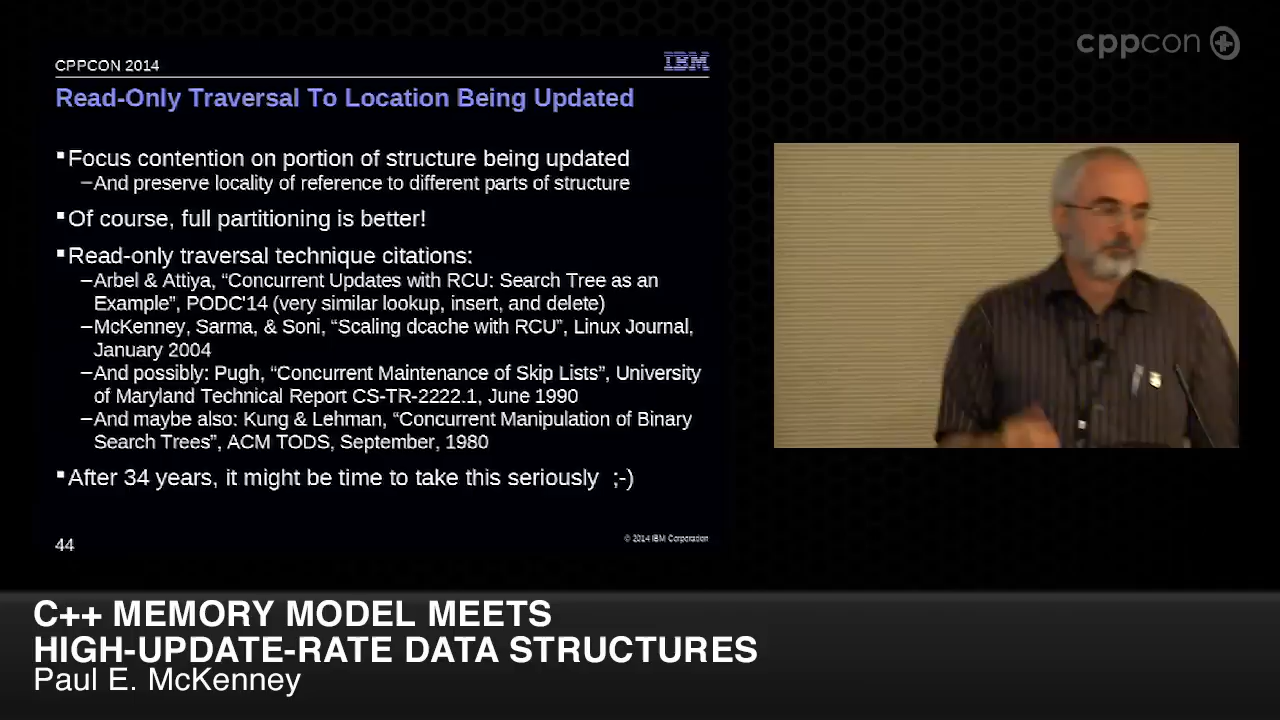 cppcon
CPPCON 2014
IBM
Read-Only Traversal To Location Being Updated
▪Focus contention on portion of structure being updated
–And preserve locality of reference to different parts of structure
▪Of course, full partitioning is better!
▪Read-only traversal technique citations:
–Arbel & Attiya, “Concurrent Updates with RCU: Search Tree as an
Example”, PODC'14 (very similar lookup, insert, and delete)
–McKenney, Sarma, & Soni, “Scaling dcache with RCU”, Linux Journal,
January 2004
–And possibly: Pugh, “Concurrent Maintenance of Skip Lists”, University
of Maryland Technical Report CS-TR-2222.1, June 1990
–And maybe also: Kung & Lehman, “Concurrent Manipulation of Binary
Search Trees”, ACM TODS, September, 1980
▪After 34 years, it might be time to take this seriously ;-)
44
© 2014 IBM Corporation
C++ MEMORY MODEL MEETS
HIGH-UPDATE-RATE DATA STRUCTURES
Paul E. McKenney